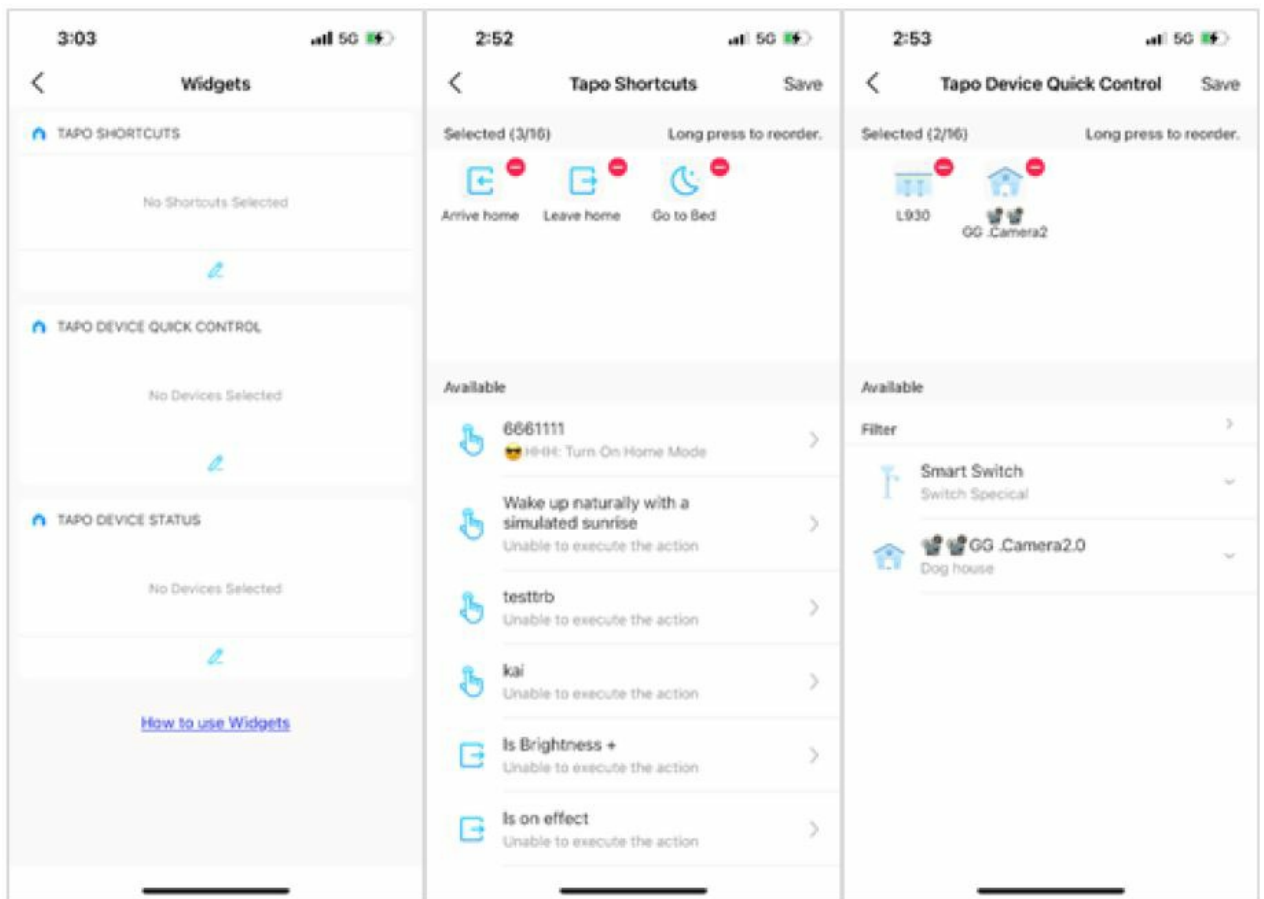 3:03
5G
Widgets
TAPO SHORTCUTS
No Shortcuts Selected
TAPO DEVICE QUICK CONTROL
No Devices Selected
TAPO DEVICE STATUS
No Devices Selected
How to use Widgets
2:52
5G
Tapo Shortcuts
Save
Selected (3/16)
Long press to reorder.
Arrive home
Leave home
Go to Bed
Available
6661111
😎HHH: Turn On Home Mode
Wake up naturally with a
simulated sunrise
Unable to execute the action
testtrb
Unable to execute the action
kai
Unable to execute the action
ls Brightness +
Unable to execute the action
ls on effect
Unable to execute the action
2:53
5G
Tapo Device Quick Control
Save
Selected (2/16)
Long press to reorder.
L930
📽📽
GG .Camera2
Available
Filter
Smart Switch
Switch Specical
📽📽GG .Camera2.0
Dog house